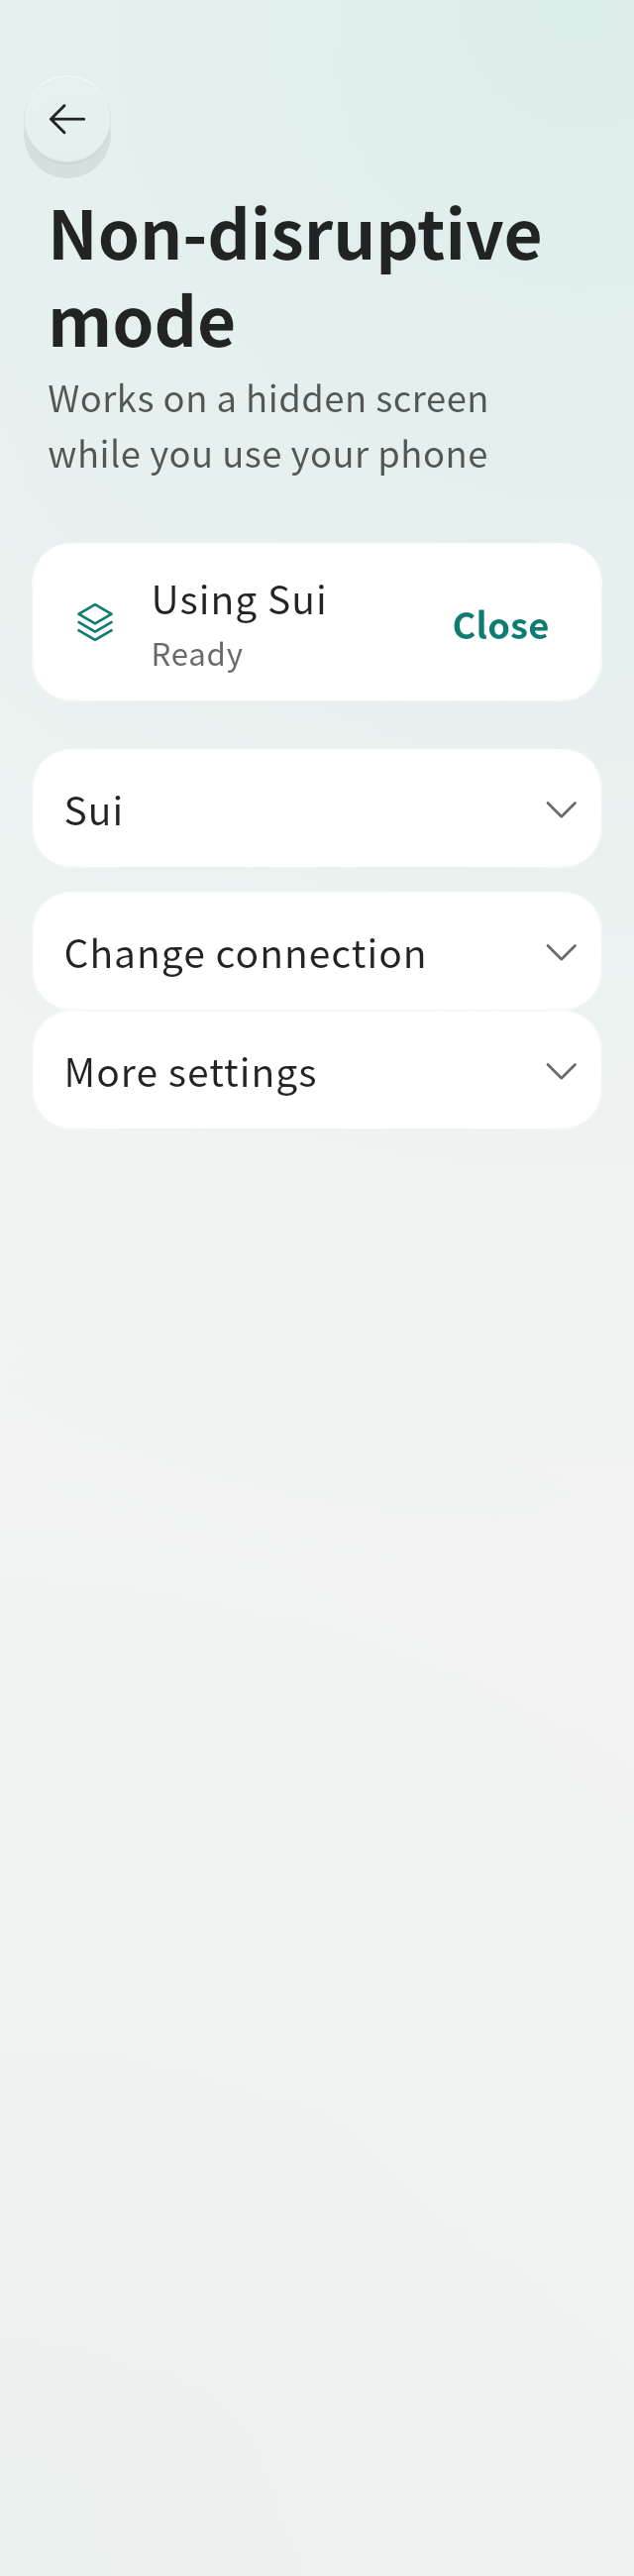 Non-disruptive
mode
Works on a hidden screen
while you use your phone
Using Sui
Ready
Close
Sui
Change connection
More settings